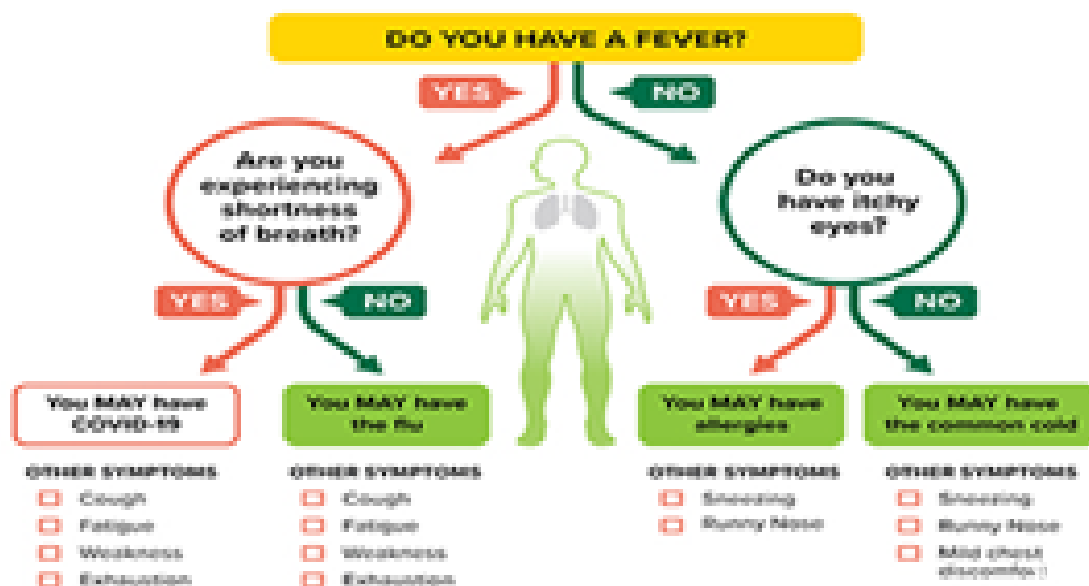 DO YOU HAVE A FEVER?
YES
NO
Are you
experiencing
shortness
of breath?
Do you
have itchy
eyes?
YES
NO
YES
NO
You MAY have
COVID-19
You MAY have
the flu
You MAY have
allergies
You MAY have
the common cold
OTHER SYMPTOMS
Cough
Fatigue
Weakness
Exhaustion
OTHER SYMPTOMS
Cough
Fatigue
Weakness
Exhaustion
OTHER SYMPTOMS
Sneezing
Runny Nose
OTHER SYMPTOMS
Sneezing
Runny Nose
Mild chest
discomfort